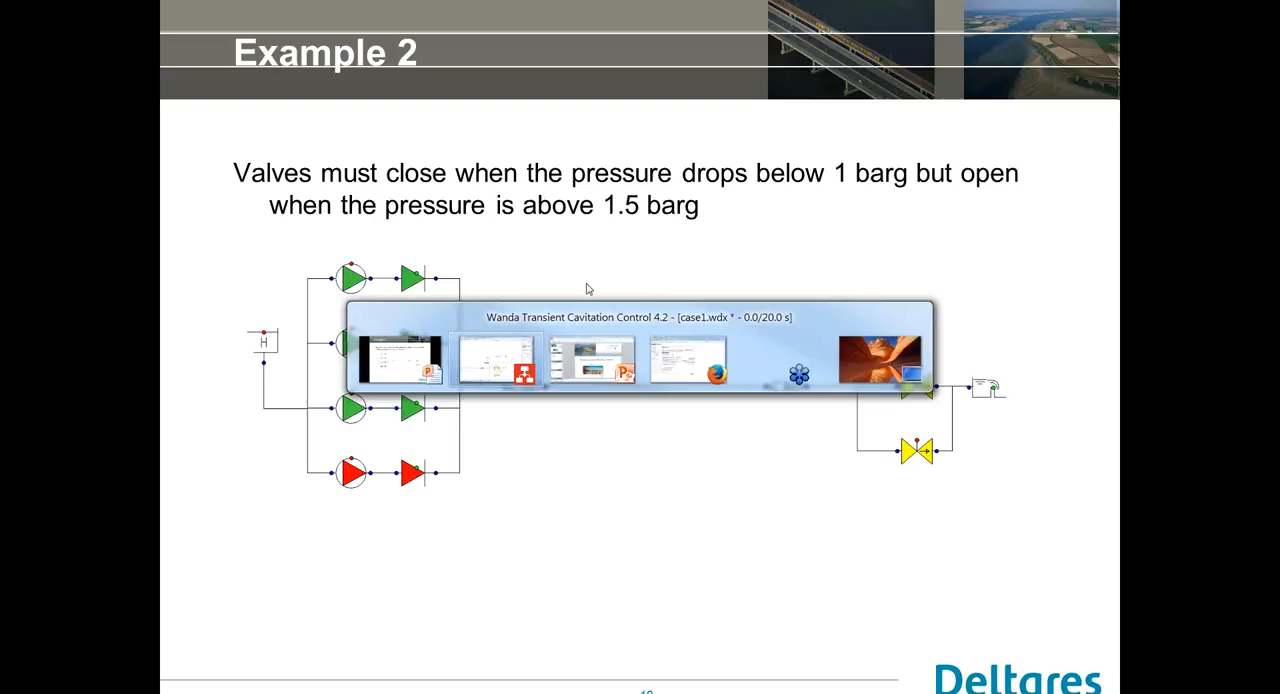 Example 2
Valves must close when the pressure drops below 1 barg but open
when the pressure is above 1.5 barg
Wanda Transient Cavitation Control 4.2 - [case1.wdx * - 0.0/20.0 s]
H
Deltares